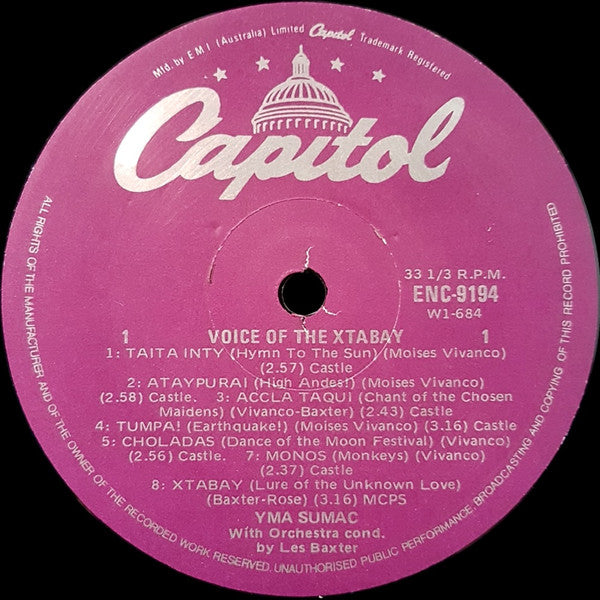 Mfd. by E M I (Australia) Limited Capitol Trademark Registered
Capitol
33 1/3 R.P.M.
ENC-9194
W1-684
1 VOICE OF THE XTABAY 1
1: TAITA INTY (Hymn To The Sun) (Moises Vivanco)
(2.57) Castle
2: ATAYPURAI (High Andes!) (Moises Vivanco)
(2.58) Castle. 3: ACCLA TAQUI (Chant of the Chosen
Maidens) (Vivanco-Baxter) (2.43) Castle
4: TUMPA! (Earthquake!) (Moises Vivanco) (3.16) Castle
5: CHOLADAS (Dance of the Moon Festival) (Vivanco)
(2.56) Castle. 7: MONOS (Monkeys) (Vivanco)
(2.37) Castle
8: XTABAY (Lure of the Unknown Love)
(Baxter-Rose) (3.16) MCPS
YMA SUMAC
With Orchestra cond.
by Les Baxter
ALL RIGHTS OF THE MANUFACTURER AND OF THE OWNER OF THE RECORDED WORK RESERVED. UNAUTHORISED PUBLIC PERFORMANCE, BROADCASTING AND COPYING OF THIS RECORD PROHIBITED